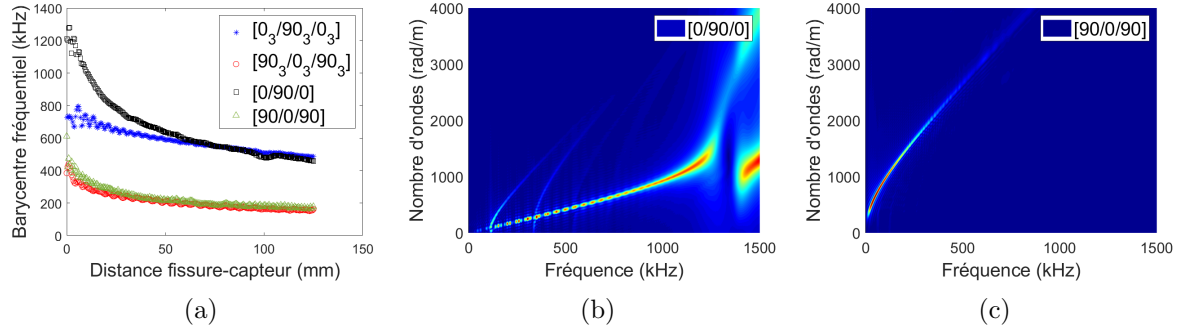 Barycentre fréquentiel (kHz)
1400
1200
1000
800
600
400
200
0
0 50 100 150
Distance fissure-capteur (mm)
[0₃/90₃/0₃]
[90₃/0₃/90₃]
[0/90/0]
[90/0/90]
(a)
Nombre d'ondes (rad/m)
4000
3000
2000
1000
0
0 500 1000 1500
Fréquence (kHz)
[0/90/0]
(b)
Nombre d'ondes (rad/m)
4000
3000
2000
1000
0
0 500 1000 1500
Fréquence (kHz)
[90/0/90]
(c)